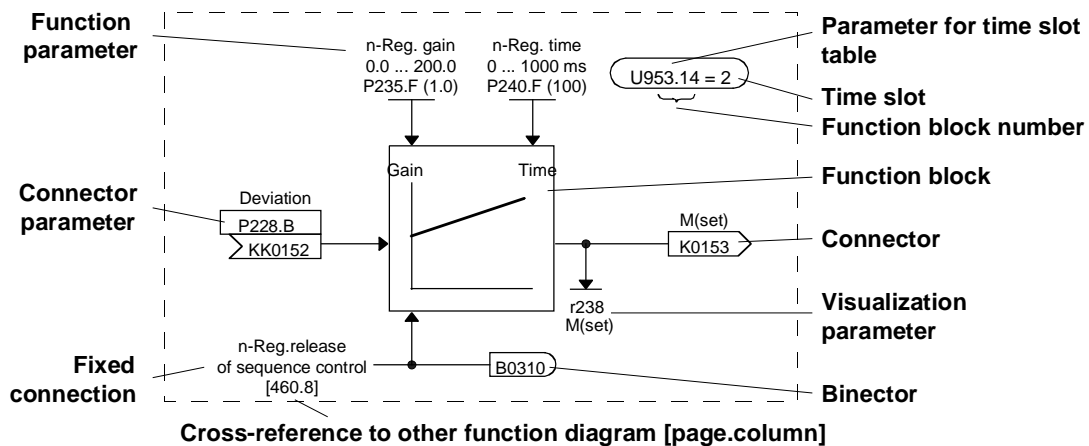 Function
parameter
n-Reg. gain
0.0 ... 200.0
P235.F (1.0)
n-Reg. time
0 ... 1000 ms
P240.F (100)
U953.14 = 2
Parameter for time slot
table
Time slot
Function block number
Gain
Time
Function block
Connector
parameter
Deviation
P228.B
KK0152
M(set)
K0153
Connector
r238
M(set)
Visualization
parameter
Fixed
connection
n-Reg.release
of sequence control
[460.8]
B0310
Binector
Cross-reference to other function diagram [page.column]